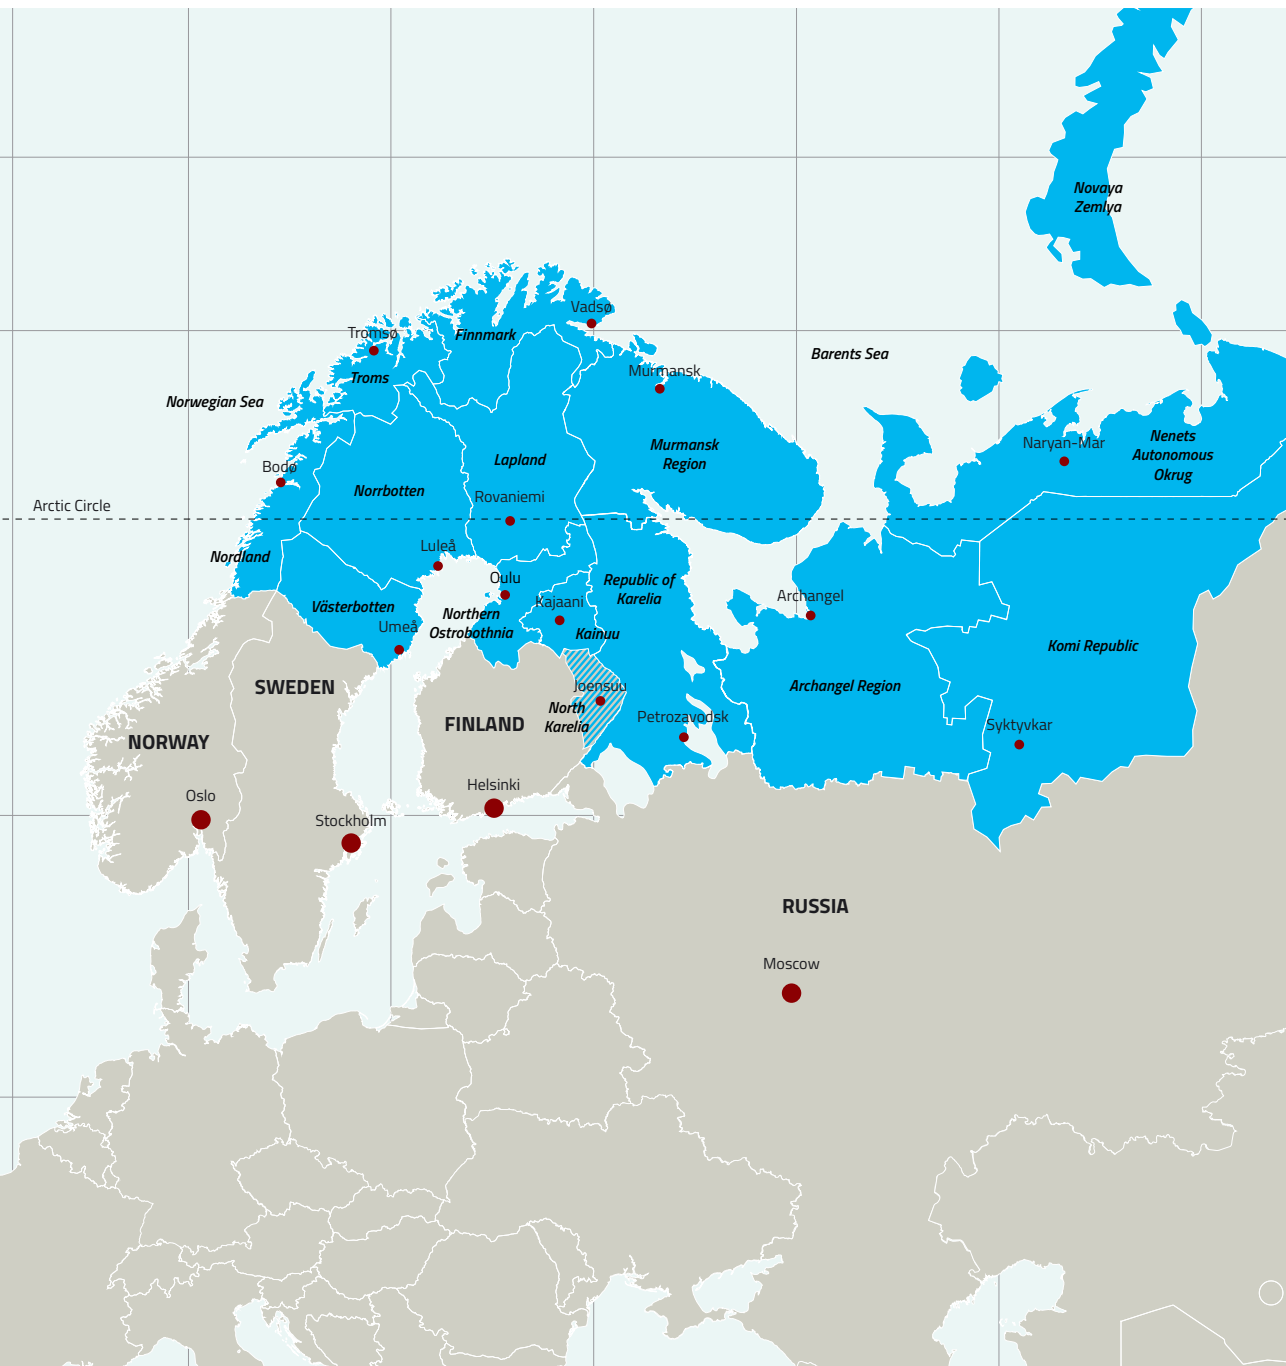 Novaya
Zemlya
Vadsø
Tromsø
Finnmark
Barents Sea
Murmansk
Troms
Norwegian Sea
Nenets
Autonomous
Okrug
Naryan-Mar
Murmansk
Region
Lapland
Bodø
Norrbotten
Rovaniemi
Arctic Circle
Luleå
Nordland
Oulu
Republic of
Karelia
Archangel
Kajaani
Västerbotten
Northern
Ostrobothnia
Umeå
Kainuu
Komi Republic
SWEDEN
Joensuu
Archangel Region
North
Karelia
Petrozavodsk
FINLAND
Syktyvkar
NORWAY
Helsinki
Oslo
Stockholm
RUSSIA
Moscow